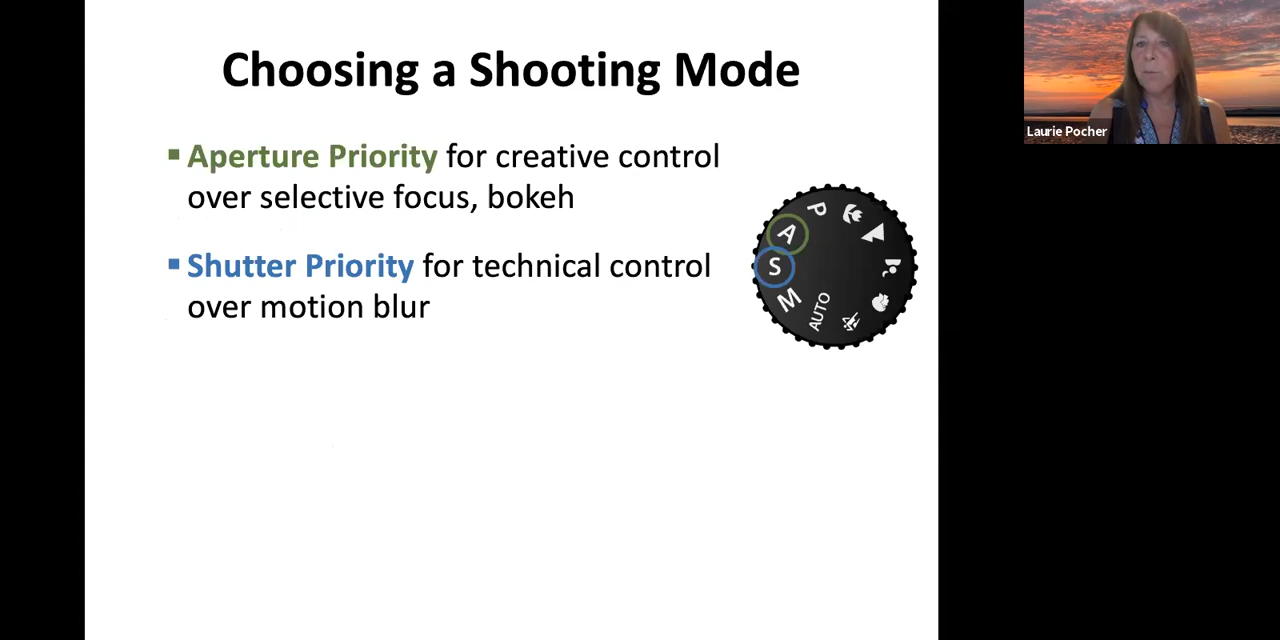 Choosing a Shooting Mode
Laurie Pocher
▪ Aperture Priority for creative control
over selective focus, bokeh
▪ Shutter Priority for technical control
over motion blur
P
A
S
M
AUTO